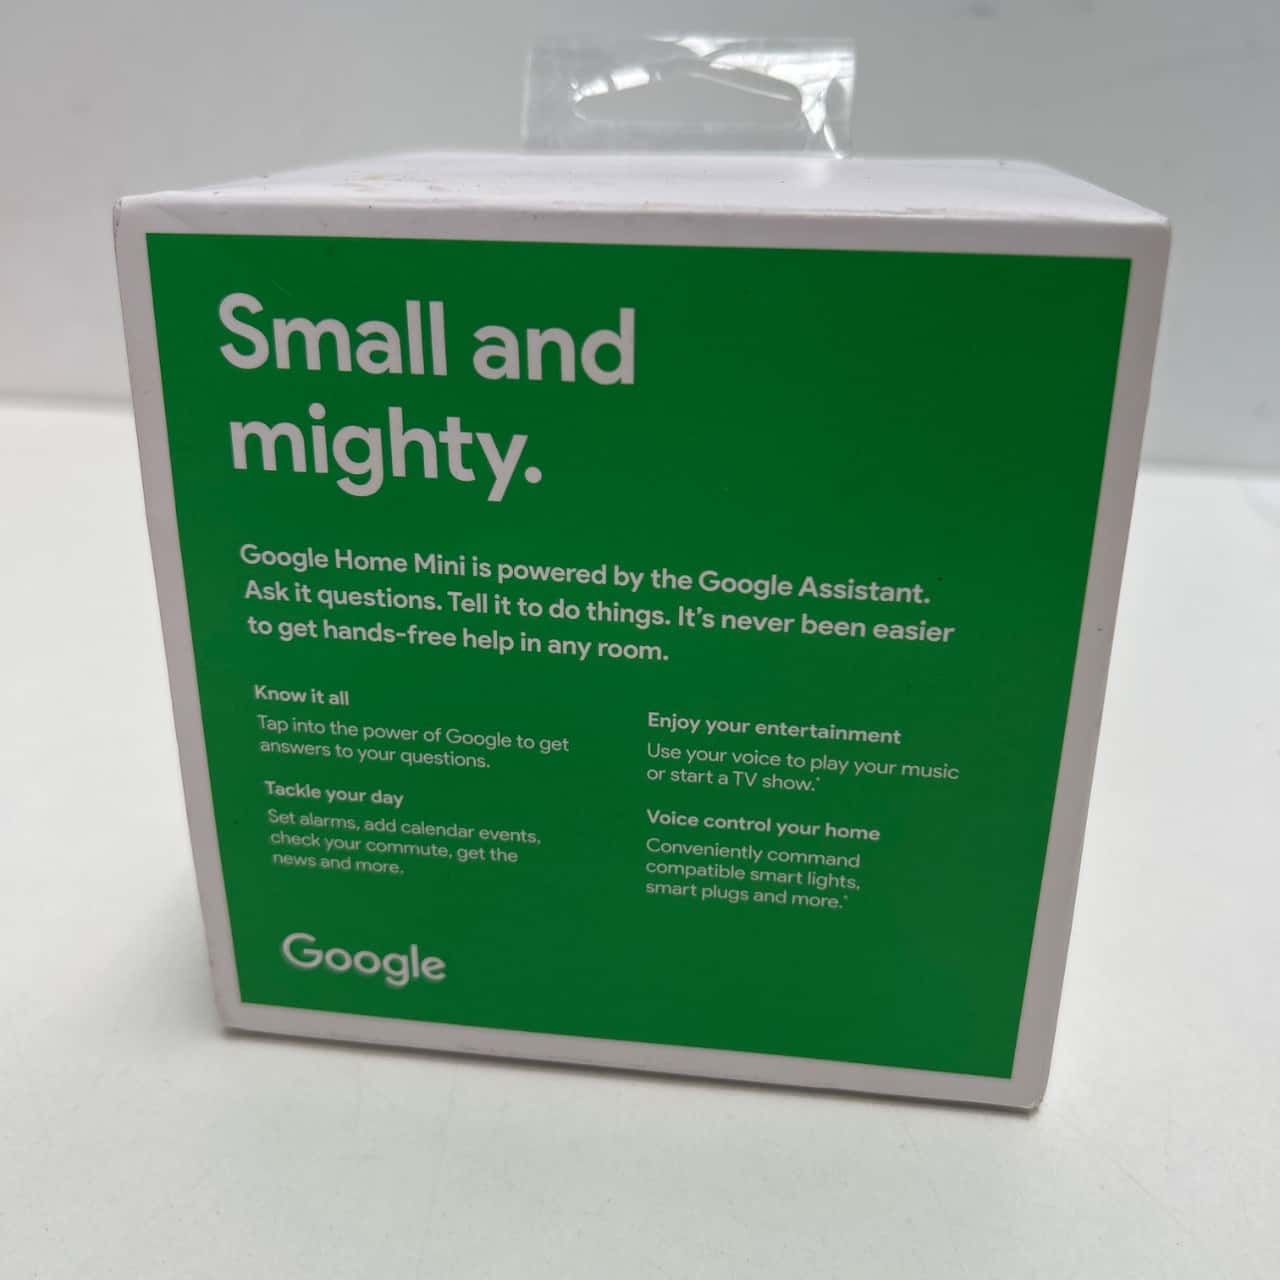 Small and
mighty.
Google Home Mini is powered by the Google Assistant.
Ask it questions. Tell it to do things. It's never been easier
to get hands-free help in any room.
Know it all
Tap into the power of Google to get
answers to your questions.
Tackle your day
Set alarms, add calendar events,
check your commute, get the
news and more.
Enjoy your entertainment
Use your voice to play your music
or start a TV show.*
Voice control your home
Conveniently command
compatible smart lights,
smart plugs and more.*
Google